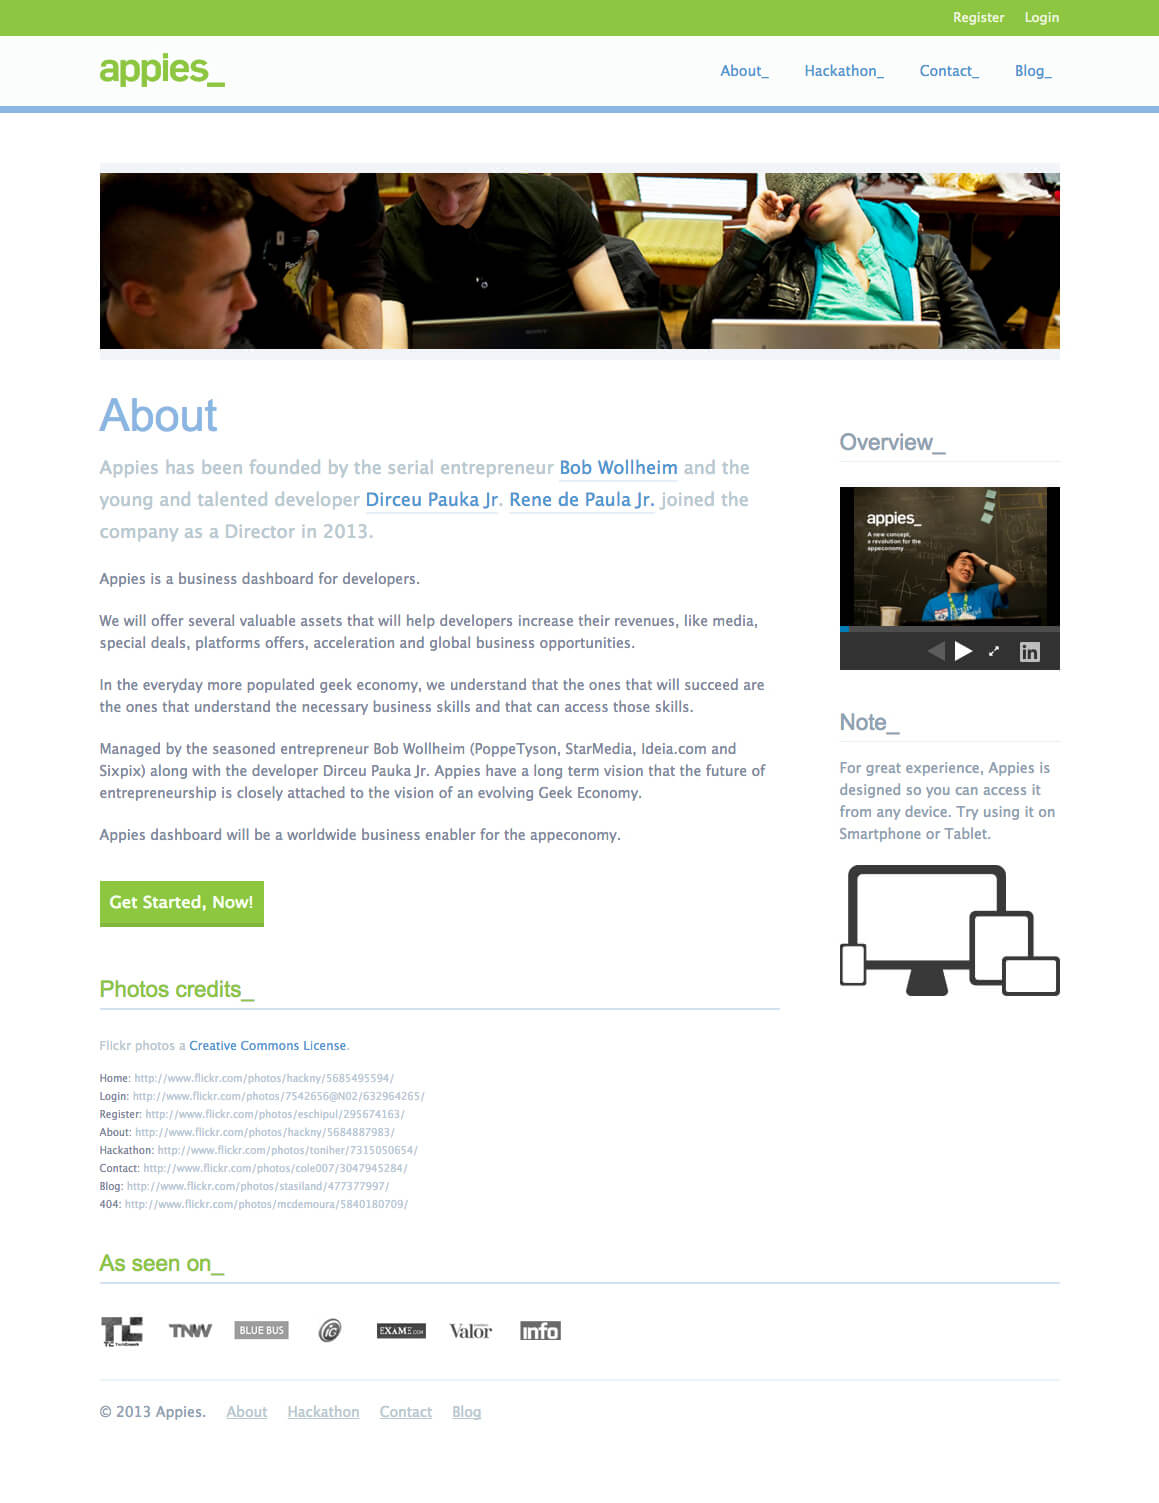 Register Login
appies_
About_ Hackathon_ Contact_ Blog_
SONY
About
Appies has been founded by the serial entrepreneur Bob Wollheim and the
young and talented developer Dirceu Pauka Jr. Rene de Paula Jr. joined the
company as a Director in 2013.
Appies is a business dashboard for developers.
We will offer several valuable assets that will help developers increase their revenues, like media,
special deals, platforms offers, acceleration and global business opportunities.
In the everyday more populated geek economy, we understand that the ones that will succeed are
the ones that understand the necessary business skills and that can access those skills.
Managed by the seasoned entrepreneur Bob Wollheim (PoppeTyson, StarMedia, Ideia.com and
Sixpix) along with the developer Dirceu Pauka Jr. Appies have a long term vision that the future of
entrepreneurship is closely attached to the vision of an evolving Geek Economy.
Appies dashboard will be a worldwide business enabler for the appeconomy.
Get Started, Now!
Overview_
appies_
A new concept,
a revolution for the
appeconomy
in
Note_
For great experience, Appies is
designed so you can access it
from any device. Try using it on
Smartphone or Tablet.
Photos credits_
Flickr photos a Creative Commons License.
Home: http://www.flickr.com/photos/hackny/5685495594/
Login: http://www.flickr.com/photos/7542656@N02/632964265/
Register: http://www.flickr.com/photos/eschipul/295674163/
About: http://www.flickr.com/photos/hackny/5684887983/
Hackathon: http://www.flickr.com/photos/toniher/7315050654/
Contact: http://www.flickr.com/photos/cole007/3047945284/
Blog: http://www.flickr.com/photos/stasiland/477377997/
404: http://www.flickr.com/photos/mcdemoura/5840180709/
As seen on_
TC TechCrunch TNW BLUE BUS iG EXAME.COM Valor info
© 2013 Appies. About Hackathon Contact Blog